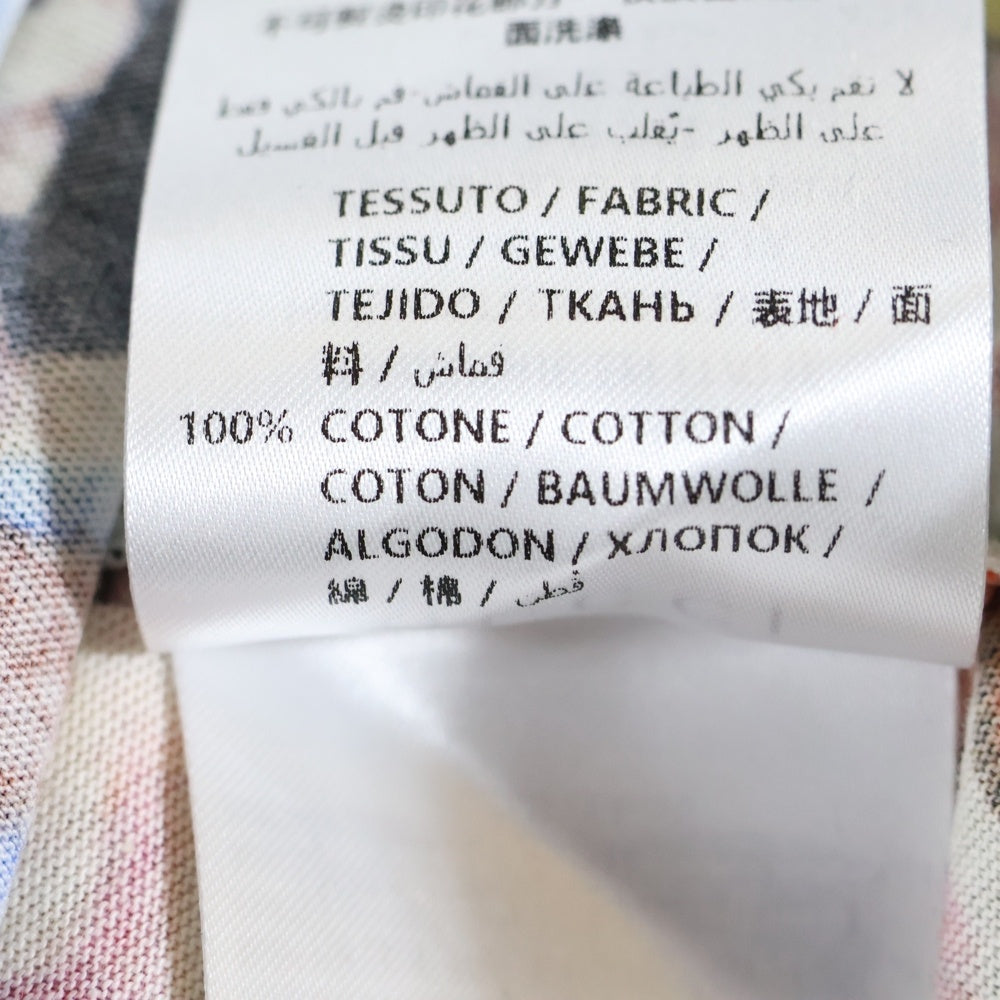 面洗滌
لا تقم بكي الطباعة على القماش-قم بالكي فقط
على الظهر -يُقلب على الظهر قبل الغسيل
TESSUTO / FABRIC /
TISSU / GEWEBE /
TEJIDO / ТКАНЬ / 表地 / 面
料 / قماش
100% COTONE / COTTON /
COTON / BAUMWOLLE /
ALGODON / ХЛОПОК /
綿 / 棉 / قطن